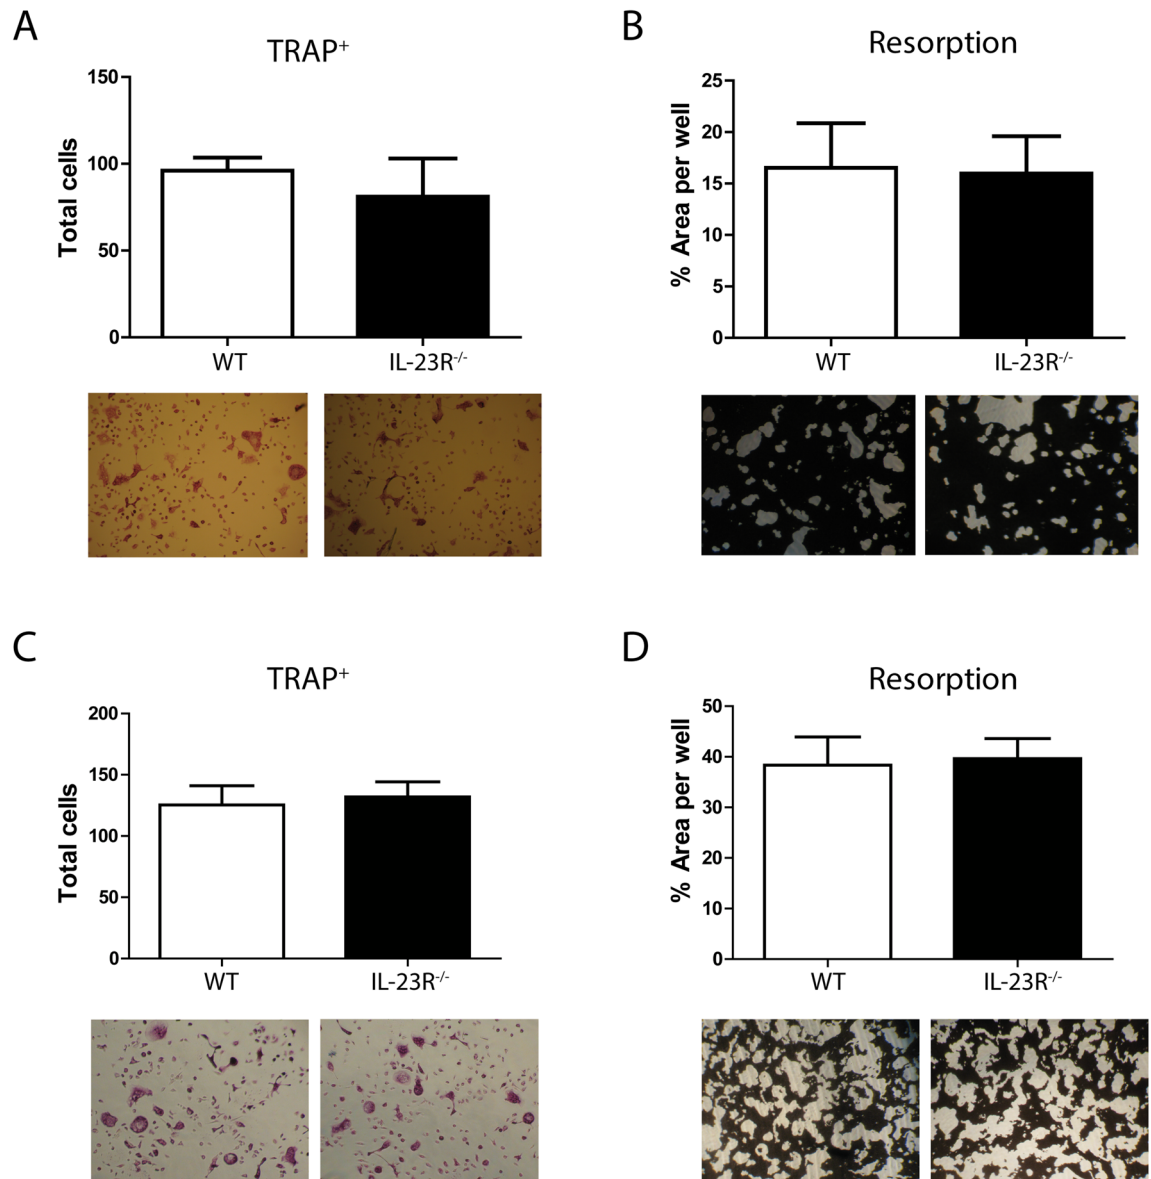 A
TRAP+
150
100
50
0
Total cells
WT
IL-23R-/-
B
Resorption
25
20
15
10
5
0
% Area per well
WT
IL-23R-/-
C
TRAP+
200
150
100
50
0
Total cells
WT
IL-23R-/-
D
Resorption
50
40
30
20
10
0
% Area per well
WT
IL-23R-/-